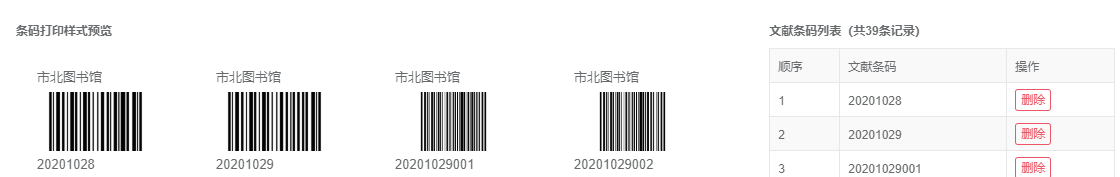 条码打印样式预览
市北图书馆 市北图书馆 市北图书馆 市北图书馆
20201028 20201029 20201029001 20201029002
文献条码列表 (共39条记录)
顺序 文献条码 操作
1 20201028 删除
2 20201029 删除
3 20201029001 删除